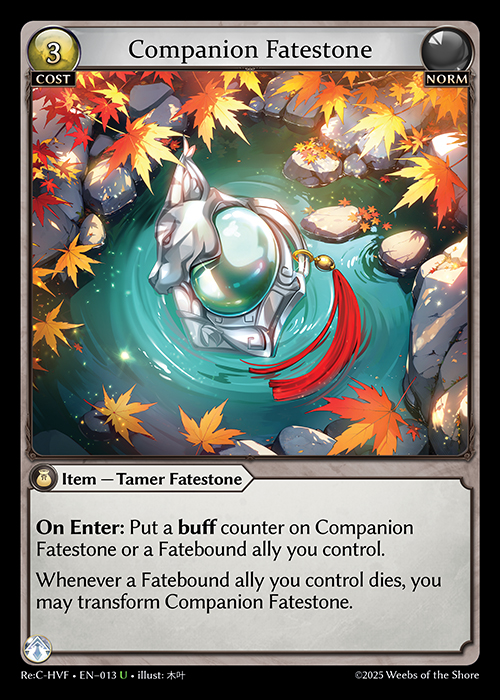 3
Companion Fatestone
COST
NORM
Item — Tamer Fatestone
On Enter: Put a buff counter on Companion
Fatestone or a Fatebound ally you control.
Whenever a Fatebound ally you control dies, you
may transform Companion Fatestone.
Re:C-HVF • EN-013 U • illust: 木叶
©2025 Weebs of the Shore